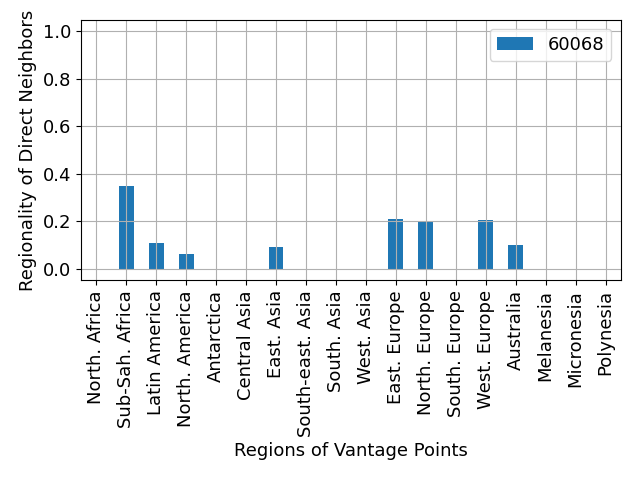 Regionality of Direct Neighbors
1.0
0.8
0.6
0.4
0.2
0.0
60068
North. Africa
Sub-Sah. Africa
Latin America
North. America
Antarctica
Central Asia
East. Asia
South-east. Asia
South. Asia
West. Asia
East. Europe
North. Europe
South. Europe
West. Europe
Australia
Melanesia
Micronesia
Polynesia
Regions of Vantage Points